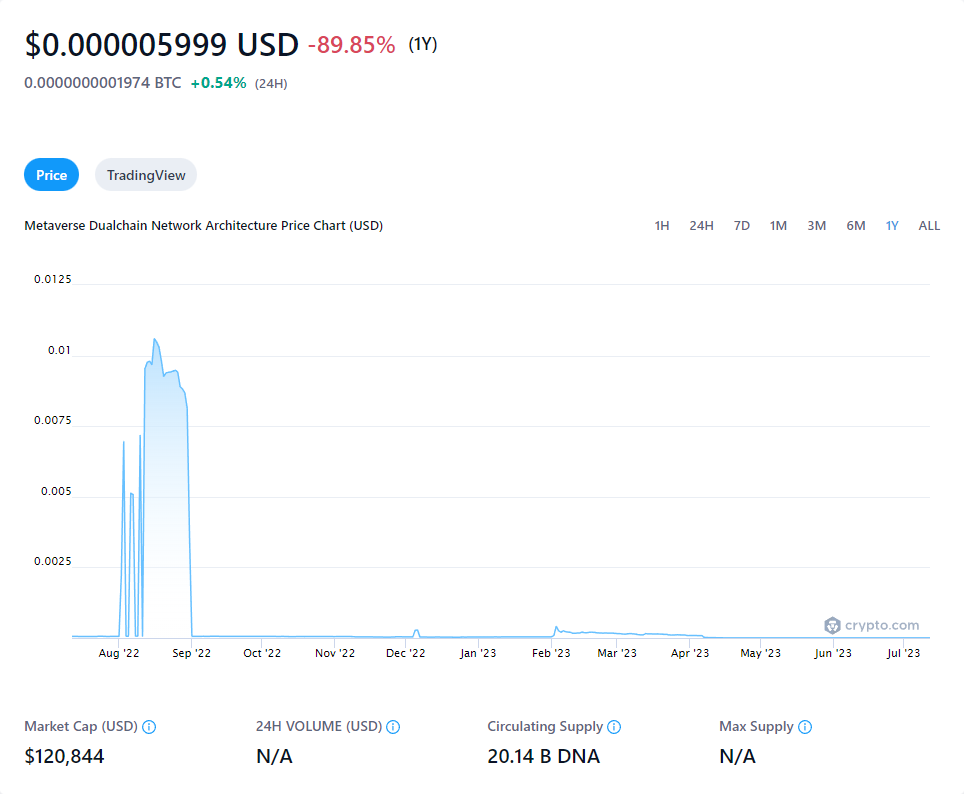 $0.000005999 USD -89.85% (1Y)
0.0000000001974 BTC +0.54% (24H)
Price TradingView
Metaverse Dualchain Network Architecture Price Chart (USD) 1H 24H 7D 1M 3M 6M 1Y ALL
0.0125
0.01
0.0075
0.005
0.0025
crypto.com
Aug '22 Sep '22 Oct '22 Nov '22 Dec '22 Jan '23 Feb '23 Mar '23 Apr '23 May '23 Jun '23 Jul '23
Market Cap (USD) 24H VOLUME (USD) Circulating Supply Max Supply
$120,844 N/A 20.14 B DNA N/A